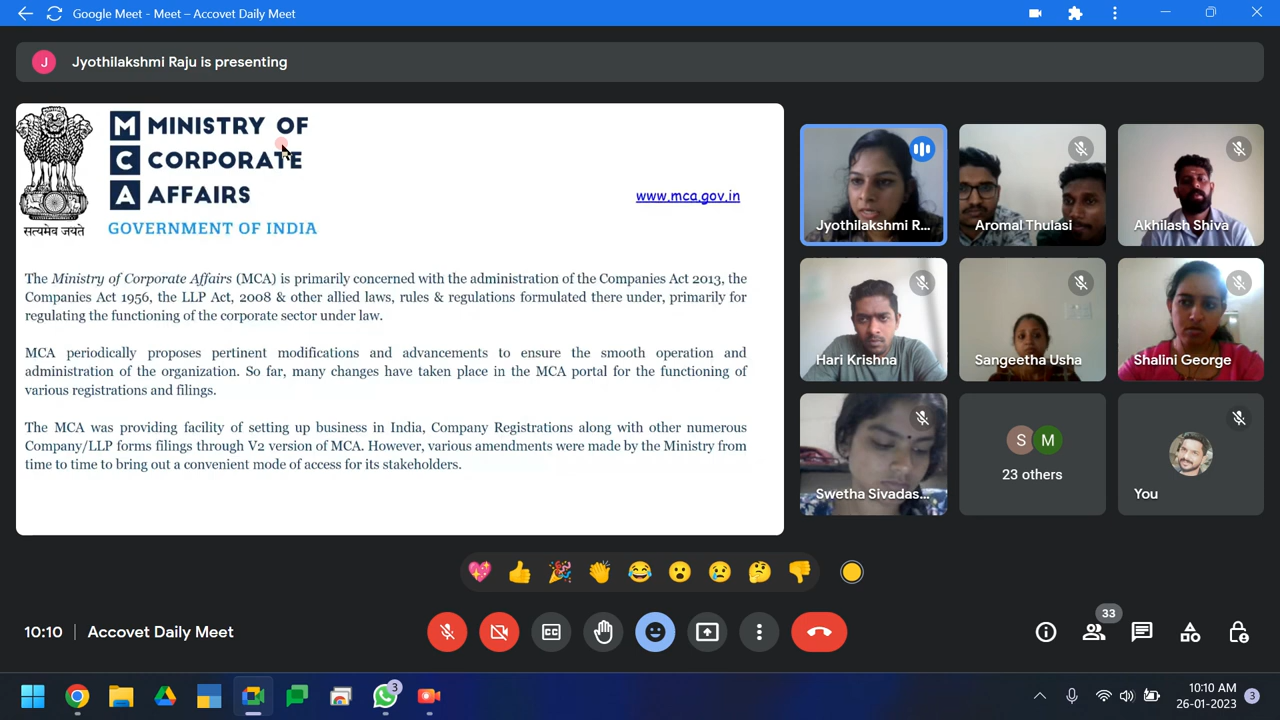 Google Meet - Meet – Accovet Daily Meet
J
Jyothilakshmi Raju is presenting
M MINISTRY OF
C CORPORATE
A AFFAIRS
GOVERNMENT OF INDIA
सत्यमेव जयते
www.mca.gov.in
The Ministry of Corporate Affairs (MCA) is primarily concerned with the administration of the Companies Act 2013, the
Companies Act 1956, the LLP Act, 2008 & other allied laws, rules & regulations formulated there under, primarily for
regulating the functioning of the corporate sector under law.
MCA periodically proposes pertinent modifications and advancements to ensure the smooth operation and
administration of the organization. So far, many changes have taken place in the MCA portal for the functioning of
various registrations and filings.
The MCA was providing facility of setting up business in India, Company Registrations along with other numerous
Company/LLP forms filings through V2 version of MCA. However, various amendments were made by the Ministry from
time to time to bring out a convenient mode of access for its stakeholders.
Jyothilakshmi R...
Aromal Thulasi
Akhilash Shiva
Hari Krishna
Sangeetha Usha
Shalini George
Swetha Sivadas...
S M
23 others
You
10:10 | Accovet Daily Meet
CC
33
3
10:10 AM
26-01-2023
3